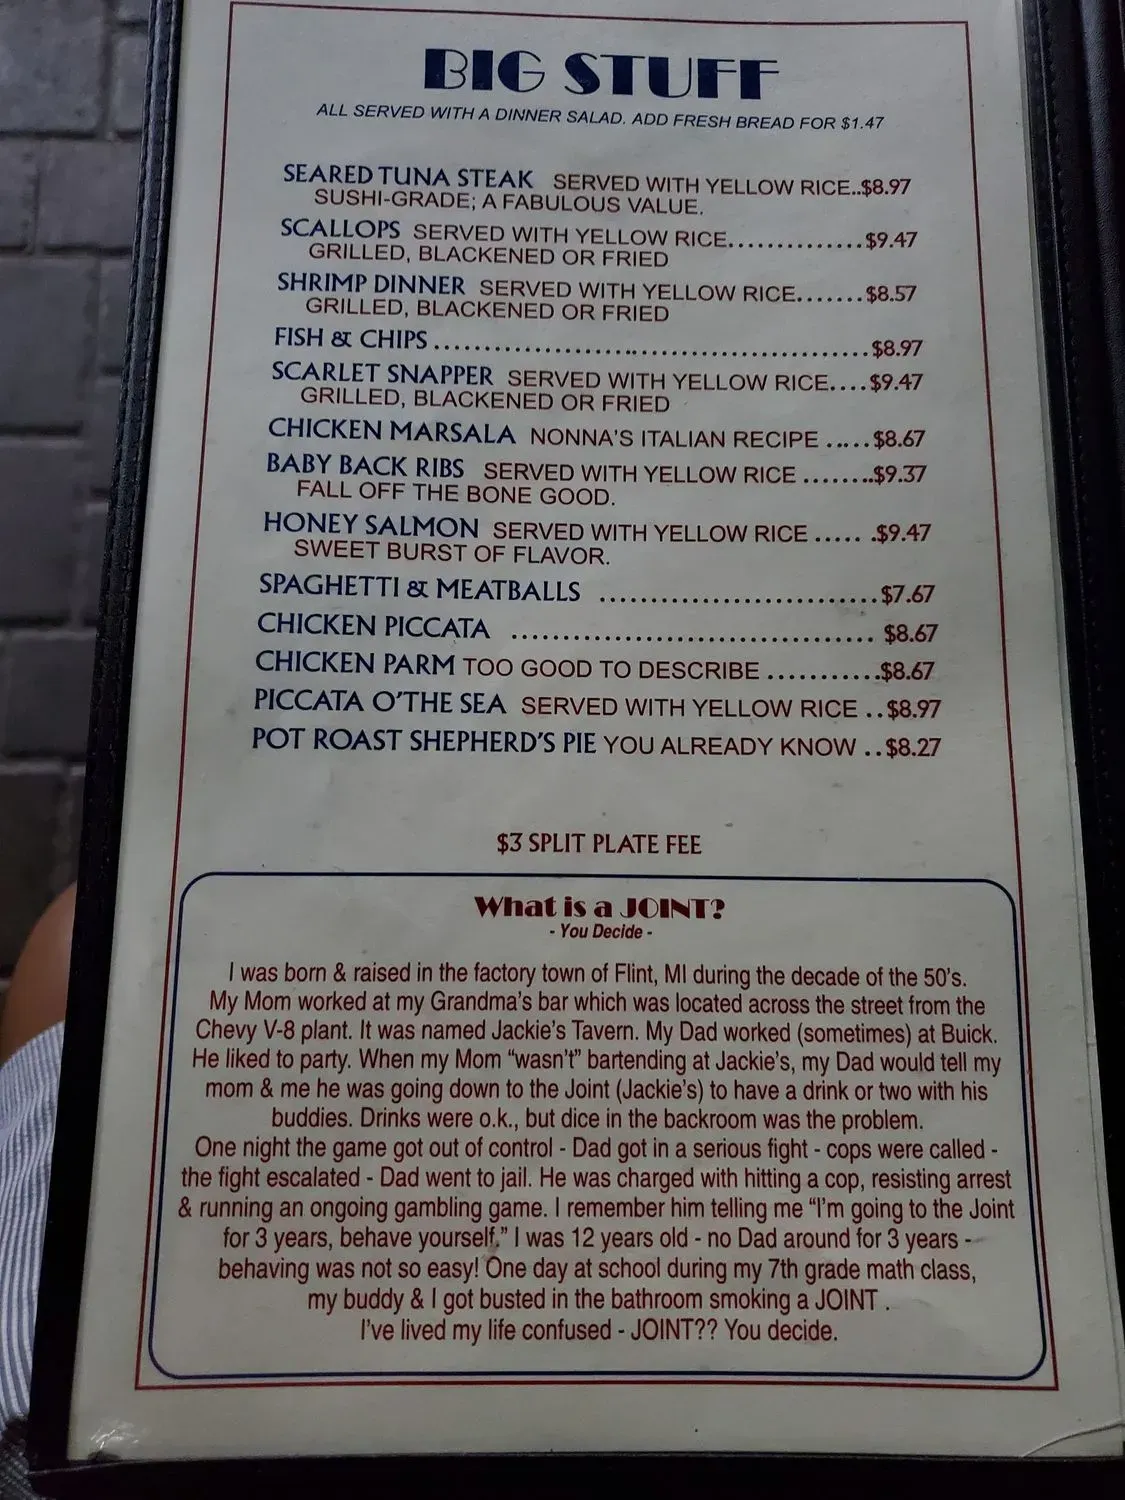 BIG STUFF
ALL SERVED WITH A DINNER SALAD. ADD FRESH BREAD FOR $1.47
SEARED TUNA STEAK SERVED WITH YELLOW RICE..$8.97
SUSHI-GRADE; A FABULOUS VALUE.
SCALLOPS SERVED WITH YELLOW RICE..............$9.47
GRILLED, BLACKENED OR FRIED
SHRIMP DINNER SERVED WITH YELLOW RICE.......$8.57
GRILLED, BLACKENED OR FRIED
FISH & CHIPS ............................................$8.97
SCARLET SNAPPER SERVED WITH YELLOW RICE....$9.47
GRILLED, BLACKENED OR FRIED
CHICKEN MARSALA NONNA'S ITALIAN RECIPE .....$8.67
BABY BACK RIBS SERVED WITH YELLOW RICE ........$9.37
FALL OFF THE BONE GOOD.
HONEY SALMON SERVED WITH YELLOW RICE ..... .$9.47
SWEET BURST OF FLAVOR.
SPAGHETTI & MEATBALLS ...........................$7.67
CHICKEN PICCATA .................................... $8.67
CHICKEN PARM TOO GOOD TO DESCRIBE ...........$8.67
PICCATA O'THE SEA SERVED WITH YELLOW RICE ..$8.97
POT ROAST SHEPHERD'S PIE YOU ALREADY KNOW ..$8.27
$3 SPLIT PLATE FEE
What is a JOINT?
- You Decide -
I was born & raised in the factory town of Flint, MI during the decade of the 50's.
My Mom worked at my Grandma's bar which was located across the street from the
Chevy V-8 plant. It was named Jackie's Tavern. My Dad worked (sometimes) at Buick.
He liked to party. When my Mom "wasn't" bartending at Jackie's, my Dad would tell my
mom & me he was going down to the Joint (Jackie's) to have a drink or two with his
buddies. Drinks were o.k., but dice in the backroom was the problem.
One night the game got out of control - Dad got in a serious fight - cops were called -
the fight escalated - Dad went to jail. He was charged with hitting a cop, resisting arrest
& running an ongoing gambling game. I remember him telling me "I'm going to the Joint
for 3 years, behave yourself." I was 12 years old - no Dad around for 3 years -
behaving was not so easy! One day at school during my 7th grade math class,
my buddy & I got busted in the bathroom smoking a JOINT .
I've lived my life confused - JOINT?? You decide.